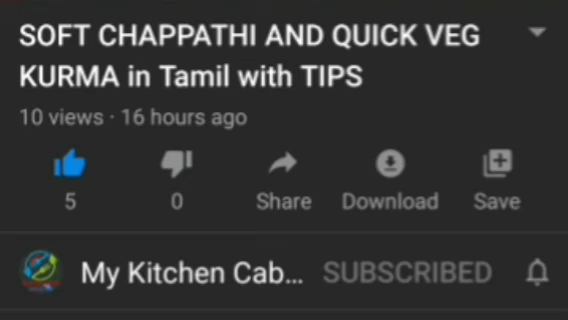 SOFT CHAPPATHI AND QUICK VEG
KURMA in Tamil with TIPS
10 views · 16 hours ago
5
0
Share
Download
Save
My Kitchen Cab...
SUBSCRIBED